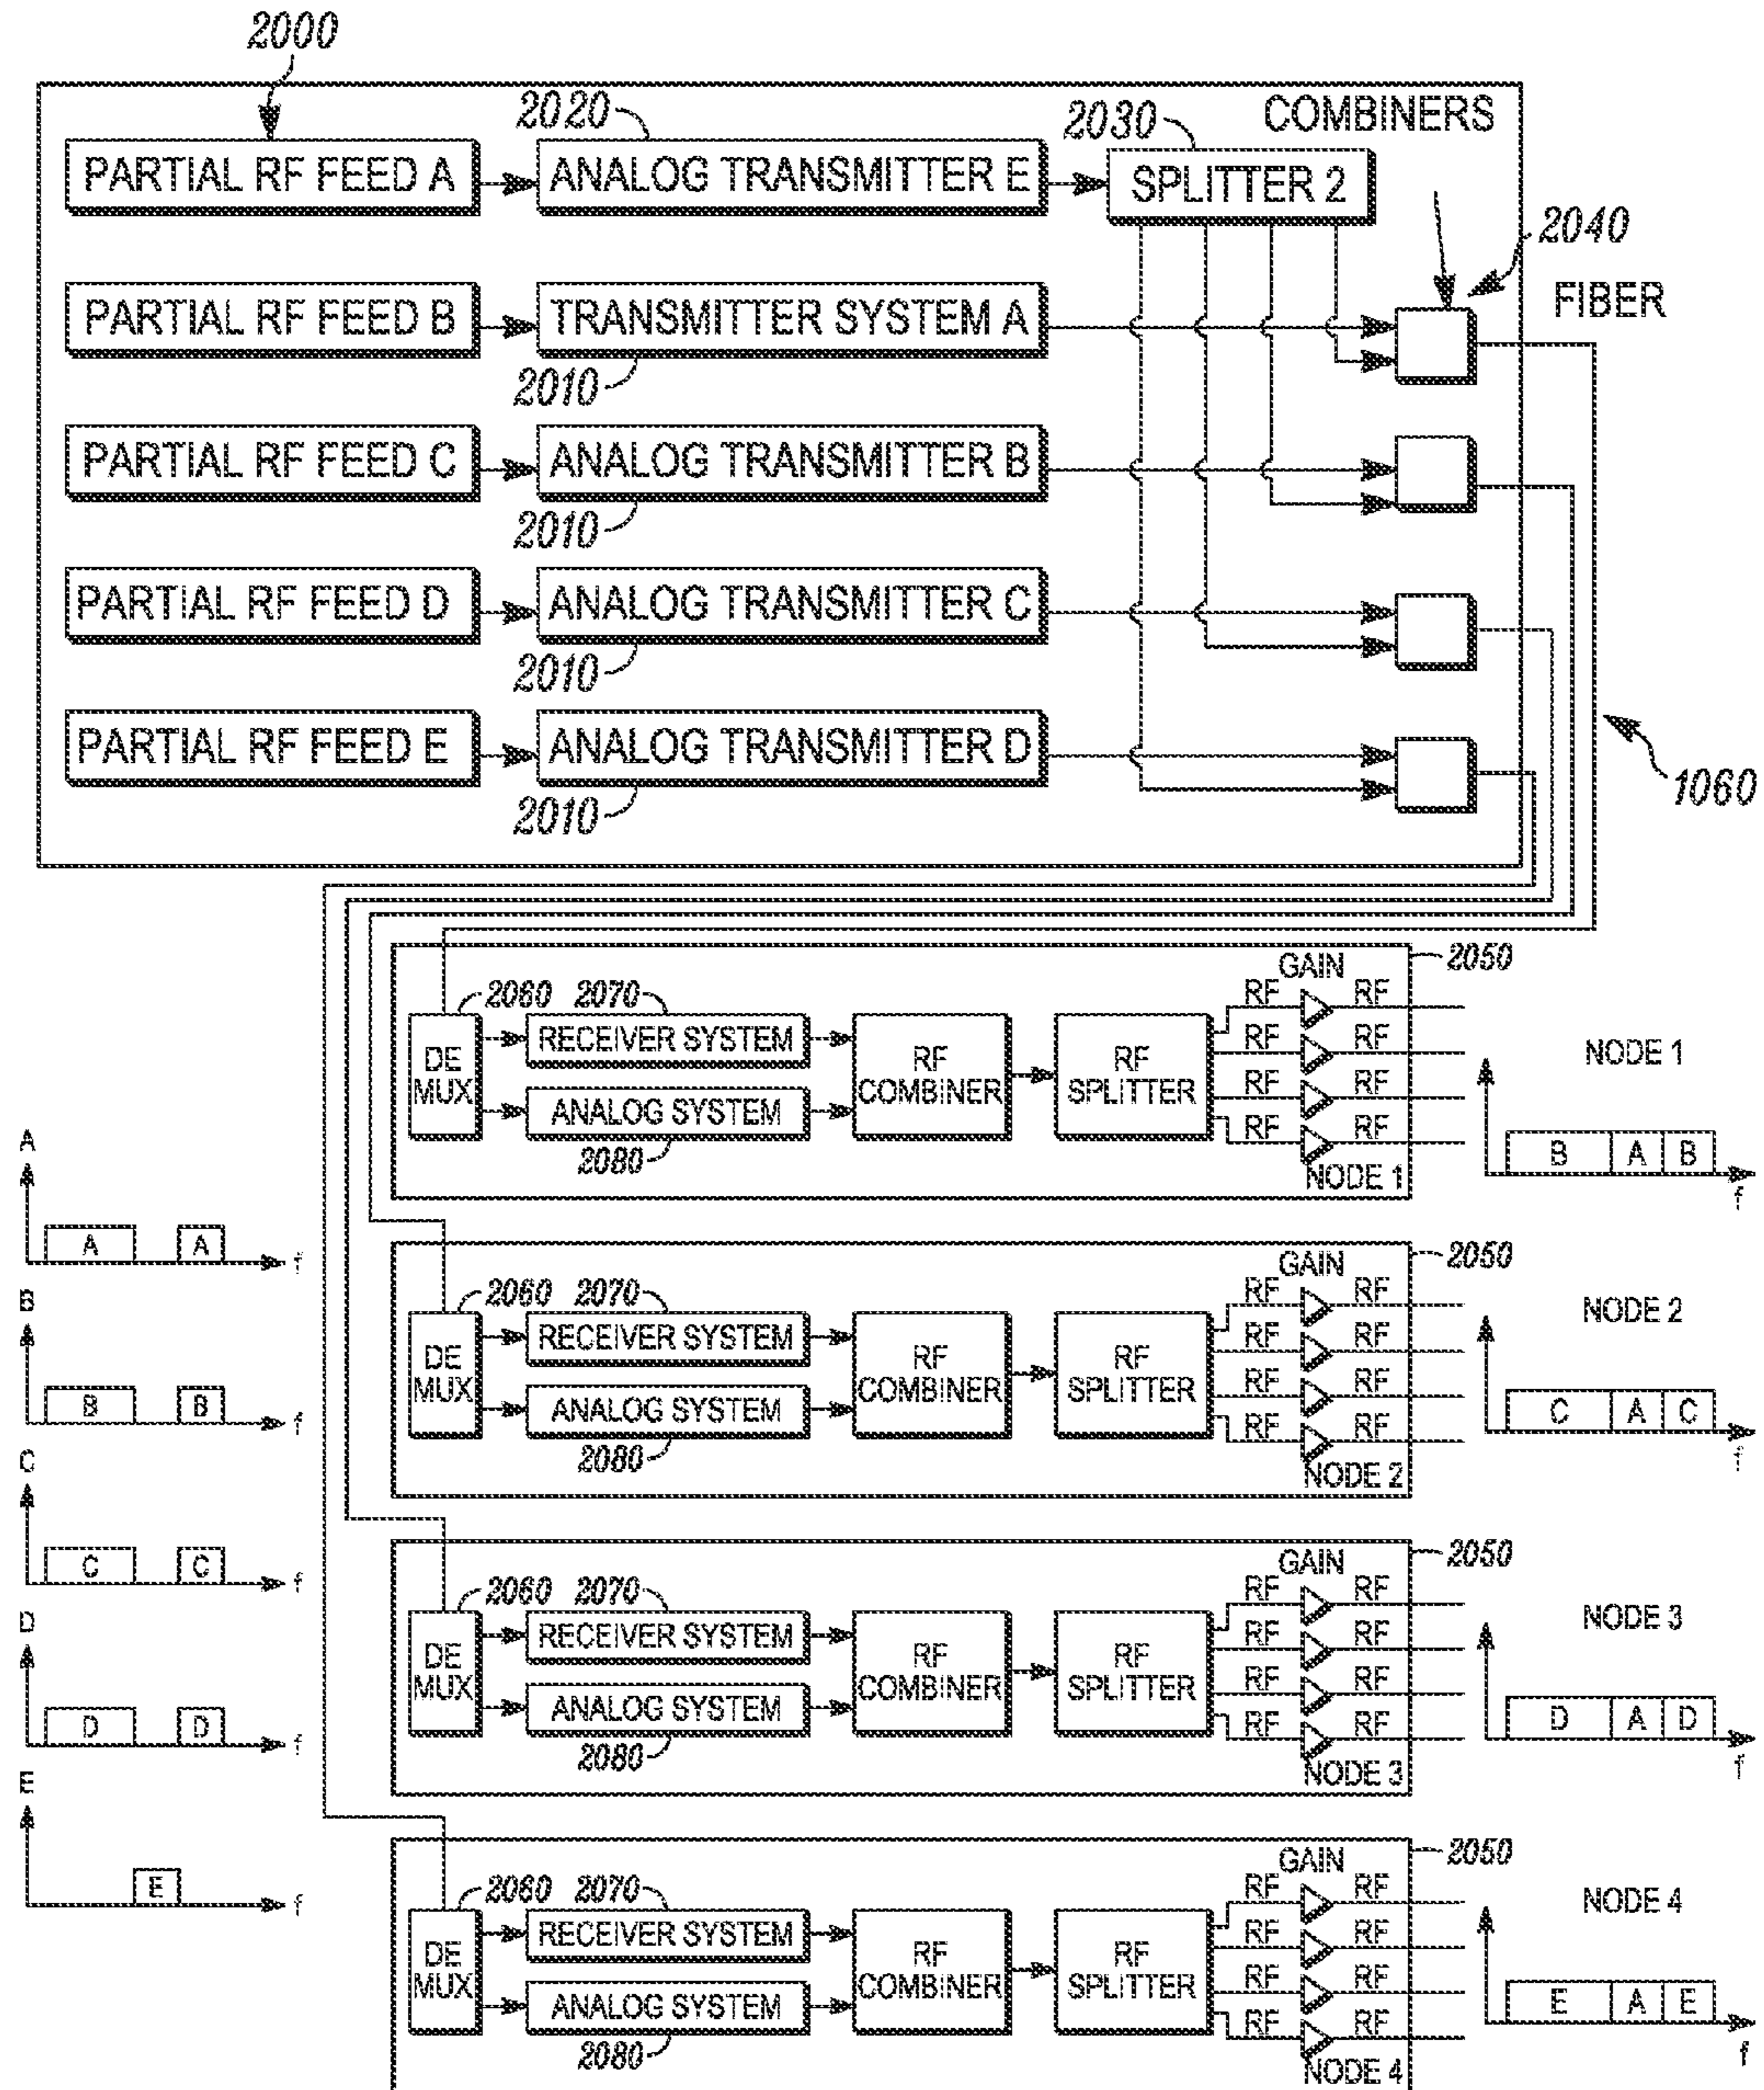 2000
2020
2030
COMBINERS
PARTIAL RF FEED A
ANALOG TRANSMITTER E
SPLITTER 2
2040
FIBER
PARTIAL RF FEED B
TRANSMITTER SYSTEM A
2010
PARTIAL RF FEED C
ANALOG TRANSMITTER B
2010
PARTIAL RF FEED D
ANALOG TRANSMITTER C
2010
PARTIAL RF FEED E
ANALOG TRANSMITTER D
2010
1060
2050
GAIN
2060
2070
RF RF
DE MUX
RECEIVER SYSTEM
ANALOG SYSTEM
2080
RF COMBINER
RF SPLITTER
RF RF
RF RF
RF RF
NODE 1
NODE 1
B A B
f
2050
GAIN
2060
2070
RF RF
DE MUX
RECEIVER SYSTEM
ANALOG SYSTEM
2080
RF COMBINER
RF SPLITTER
RF RF
RF RF
RF RF
NODE 2
NODE 2
C A C
f
2050
GAIN
2060
2070
RF RF
DE MUX
RECEIVER SYSTEM
ANALOG SYSTEM
2080
RF COMBINER
RF SPLITTER
RF RF
RF RF
RF RF
NODE 3
NODE 3
D A D
f
2050
GAIN
2060
2070
RF RF
DE MUX
RECEIVER SYSTEM
ANALOG SYSTEM
2080
RF COMBINER
RF SPLITTER
RF RF
RF RF
RF RF
NODE 4
NODE 4
E A E
f
A
A A f
B
B B f
C
C C f
D
D D f
E
E f